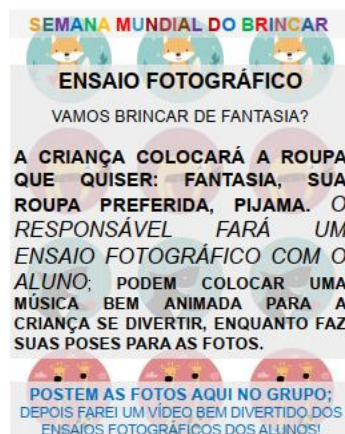 SEMANA MUNDIAL DO BRINCAR
ENSAIO FOTOGRÁFICO
VAMOS BRINCAR DE FANTASIA?
A CRIANÇA COLOCARÁ A ROUPA
QUE QUISER: FANTASIA, SUA
ROUPA PREFERIDA, PIJAMA. O
RESPONSÁVEL FARÁ UM
ENSAIO FOTOGRÁFICO COM O
ALUNO; PODEM COLOCAR UMA
MÚSICA BEM ANIMADA PARA A
CRIANÇA SE DIVERTIR, ENQUANTO FAZ
SUAS POSES PARA AS FOTOS.
POSTEM AS FOTOS AQUI NO GRUPO;
DEPOIS FAREI UM VÍDEO BEM DIVERTIDO DOS
ENSAIOS FOTOGRÁFICOS DOS ALUNOS!